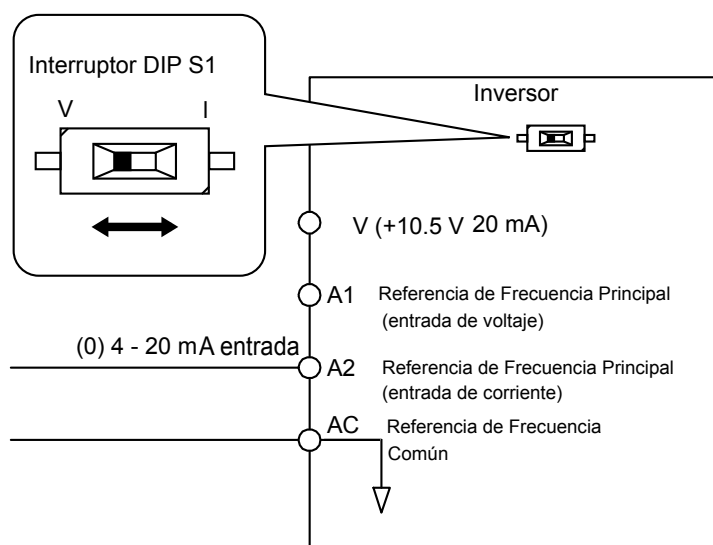 Interruptor DIP S1
V I
Inversor
V (+10.5 V 20 mA)
A1 Referencia de Frecuencia Principal
(entrada de voltaje)
(0) 4 - 20 mA entrada
A2 Referencia de Frecuencia Principal
(entrada de corriente)
AC Referencia de Frecuencia
Común